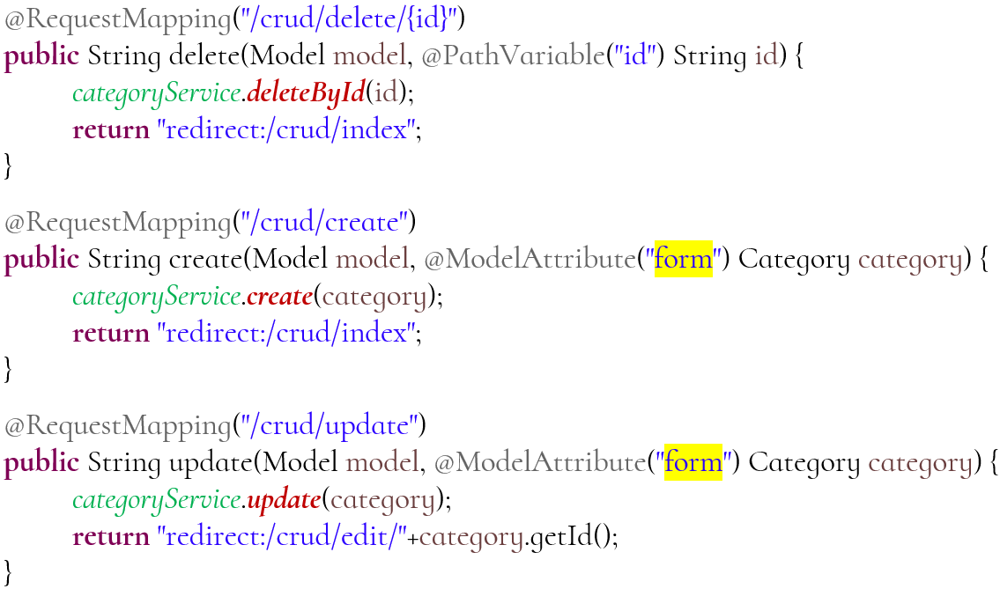 @RequestMapping("/crud/delete/{id}")
public String delete(Model model, @PathVariable("id") String id) {
categoryService.deleteById(id);
return "redirect:/crud/index";
}
@RequestMapping("/crud/create")
public String create(Model model, @ModelAttribute("form") Category category) {
categoryService.create(category);
return "redirect:/crud/index";
}
@RequestMapping("/crud/update")
public String update(Model model, @ModelAttribute("form") Category category) {
categoryService.update(category);
return "redirect:/crud/edit/"+category.getId();
}